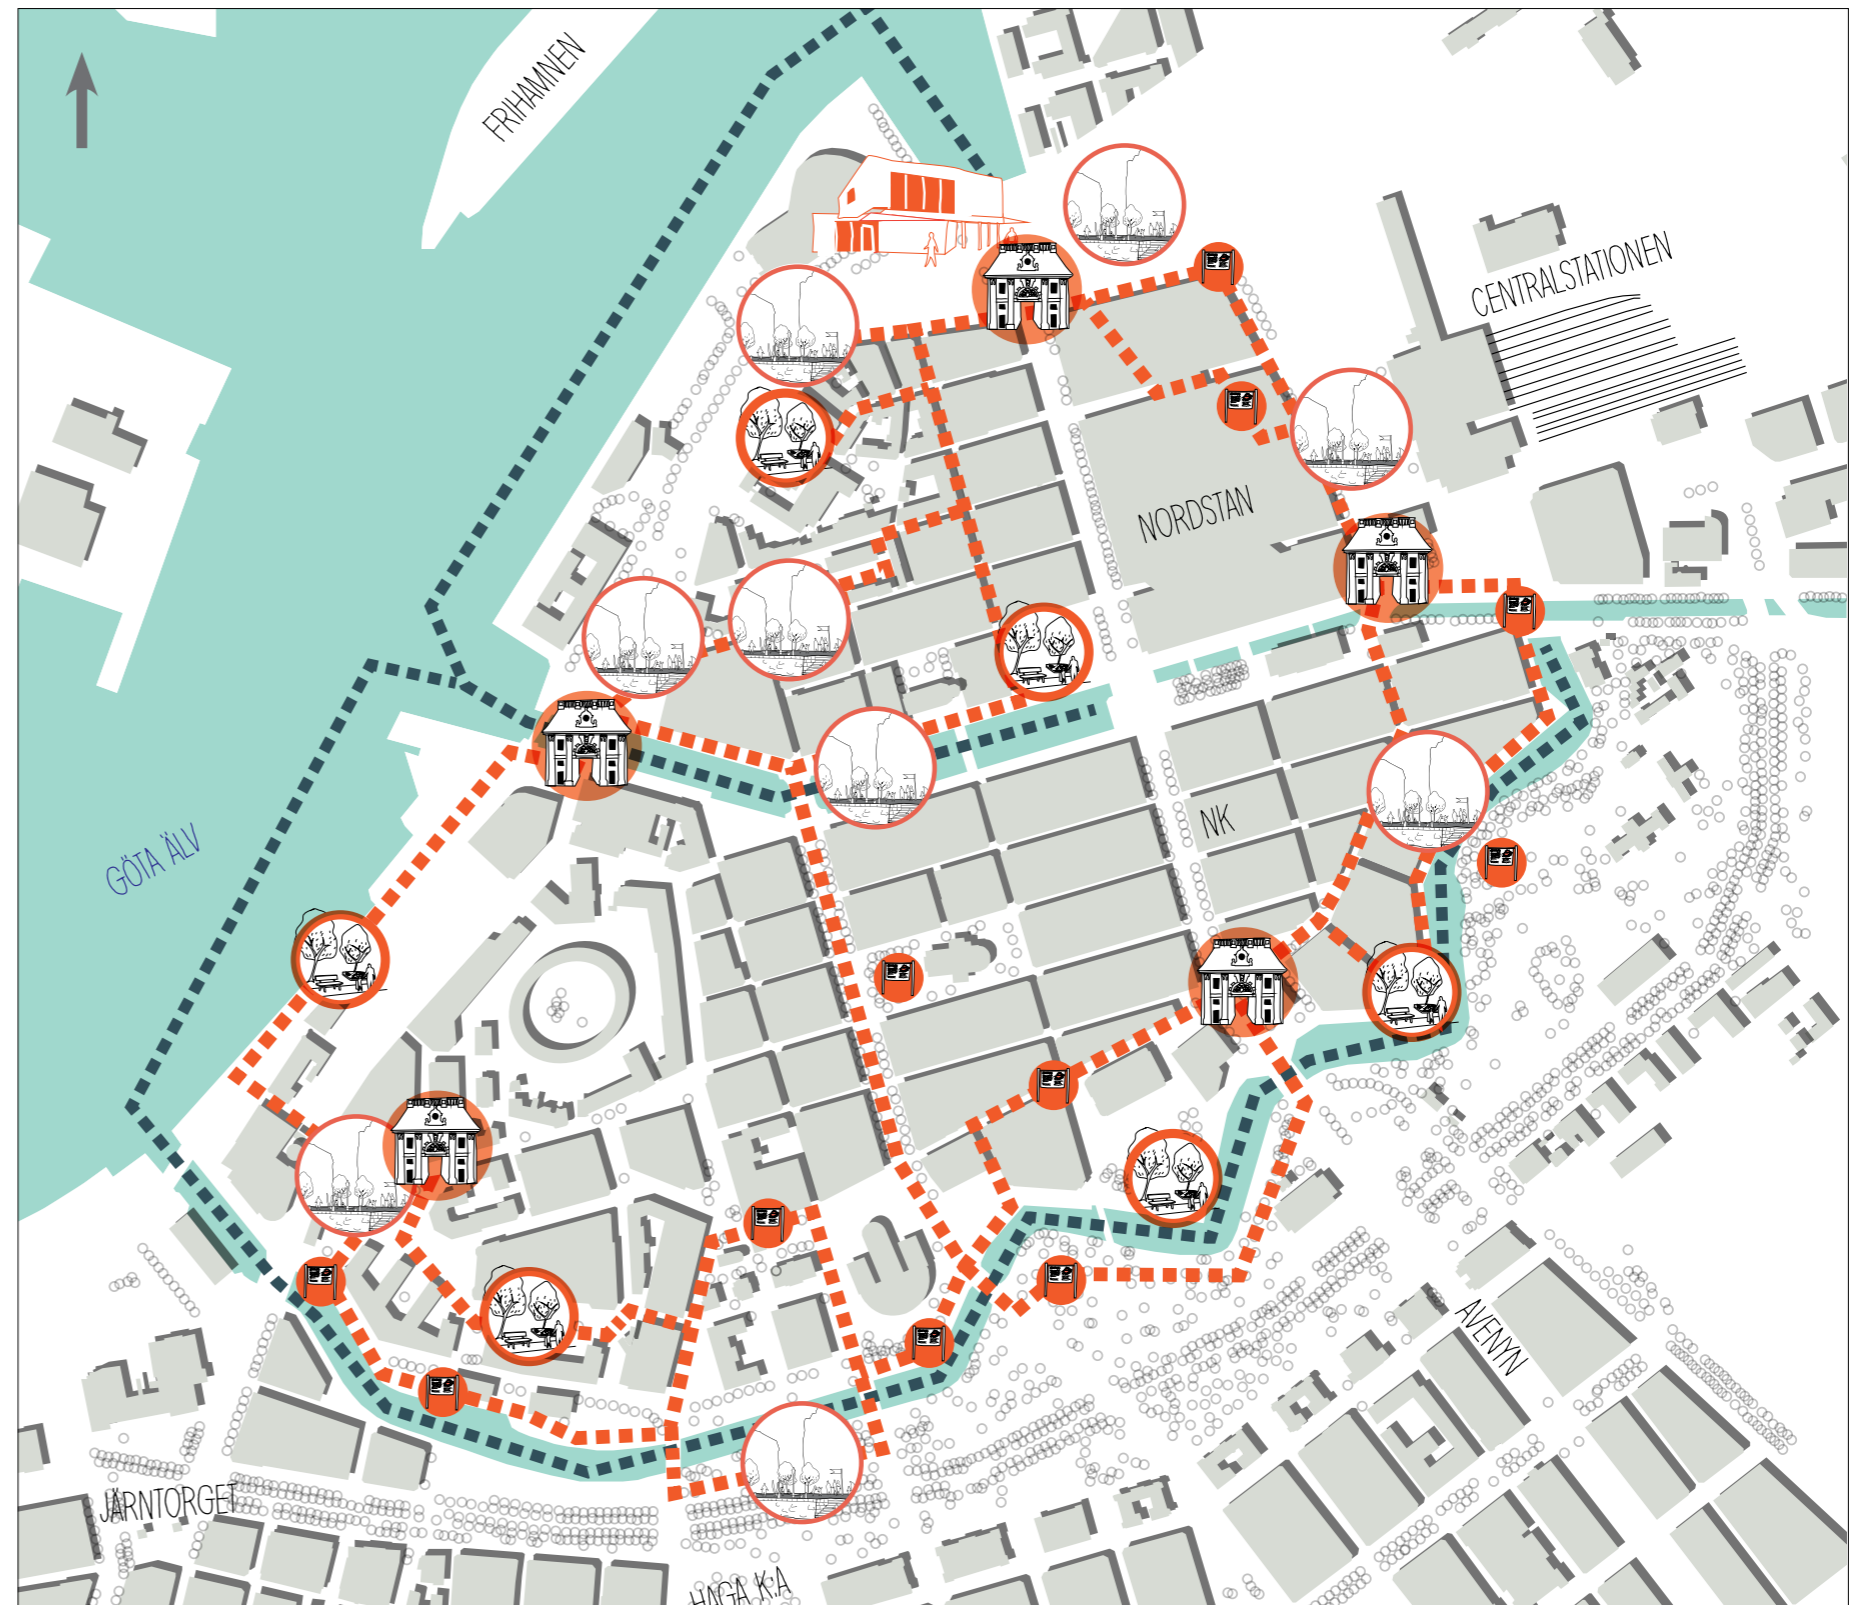 FRIHAMNEN
CENTRALSTATIONEN
NORDSTAN
NK
GÖTA ÄLV
AVENYN
JÄRNTORGET
HAGA K:A